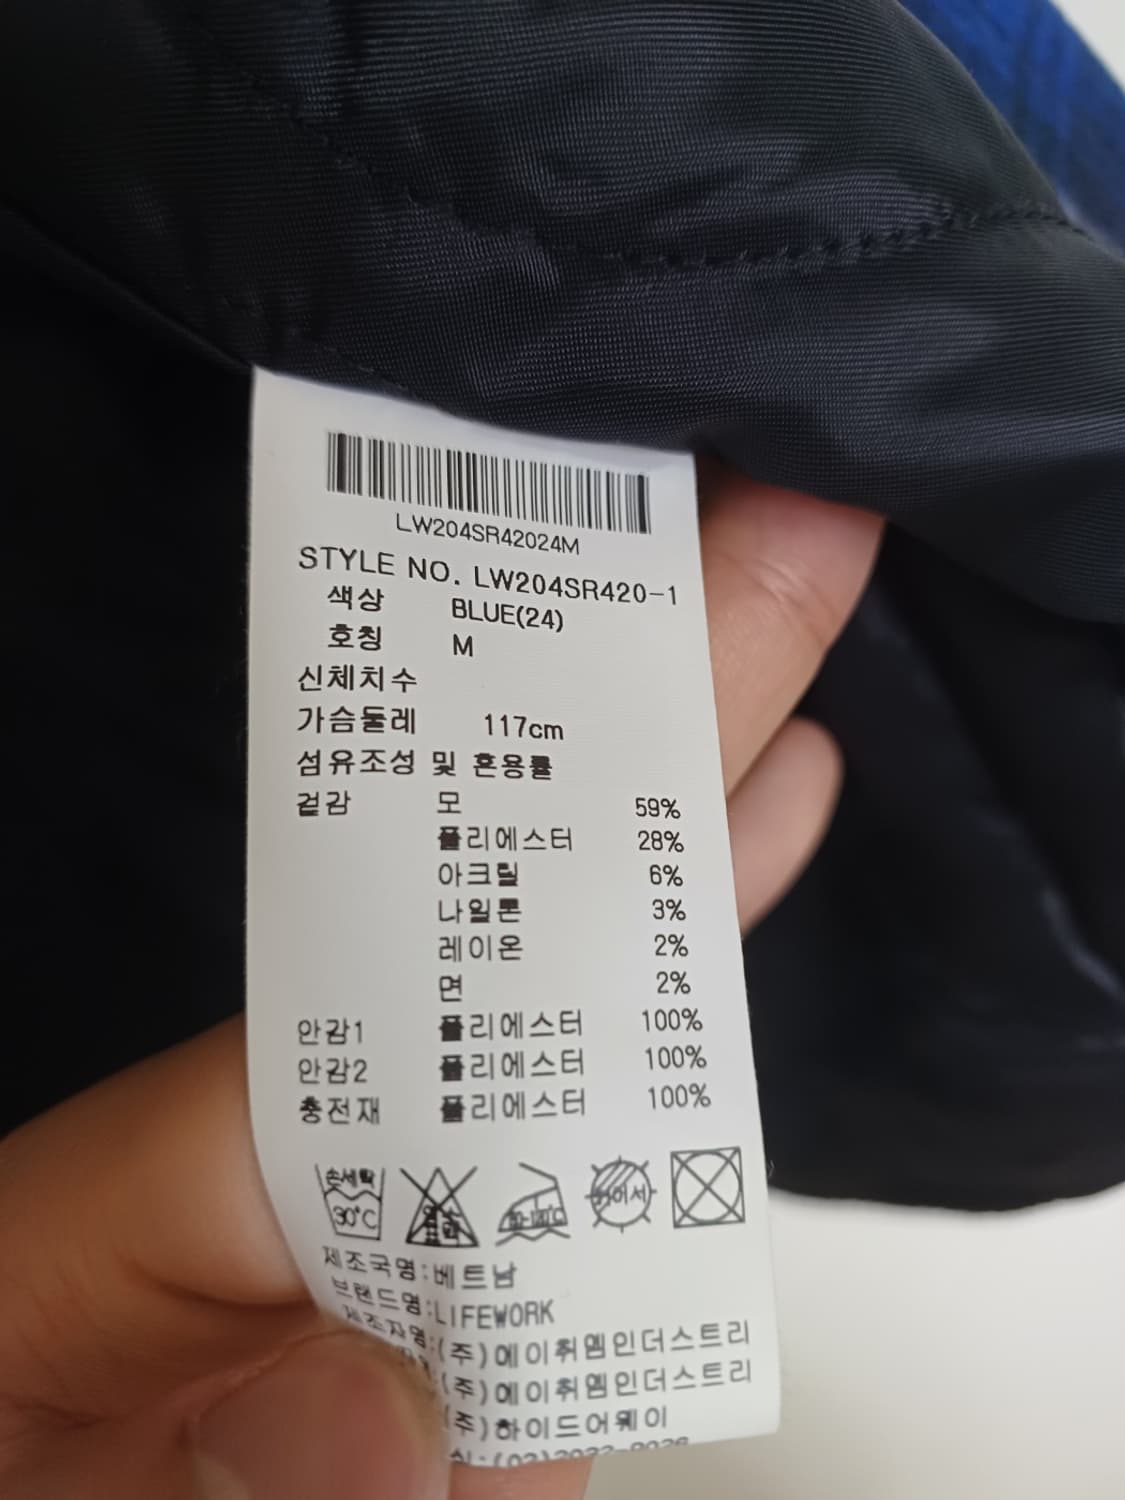 LW204SR42024M
STYLE NO. LW204SR420-1
색상 BLUE(24)
호칭 M
신체치수
가슴둘레 117cm
섬유조성 및 혼용률
겉감 모 59%
폴리에스터 28%
아크릴 6%
나일론 3%
레이온 2%
면 2%
안감1 폴리에스터 100%
안감2 폴리에스터 100%
충전재 폴리에스터 100%
손세탁
30℃
제조국명:베트남
브랜드명:LIFEWORK
제조자명:(주)에이취엠인더스트리
(주)에이취엠인더스트리
(주)하이드어웨이